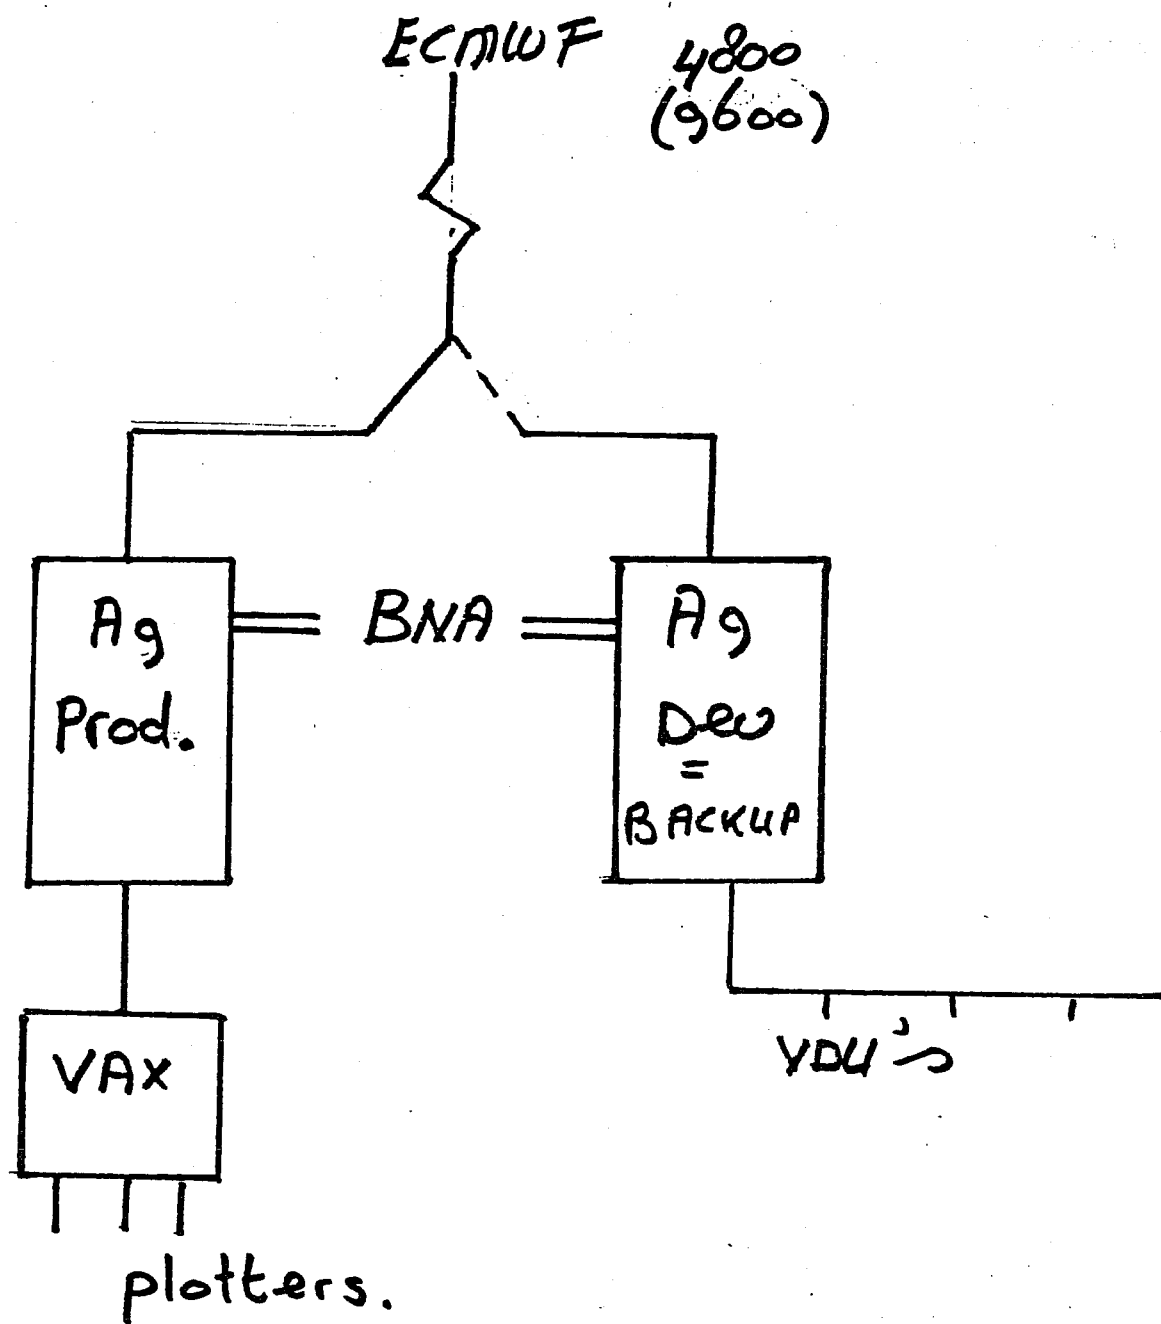 ECMWF 4800
(9600)
Ag
Prod.
BNA
Ag
Dev
=
BACKUP
VAX
VDU's
plotters.